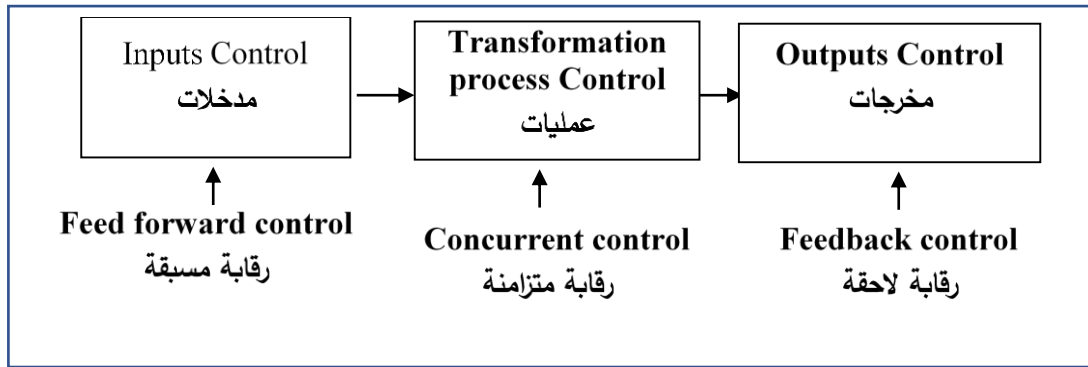 Inputs Control
مدخلات
Transformation
process Control
عمليات
Outputs Control
مخرجات
Feed forward control
رقابة مسبقة
Concurrent control
رقابة متزامنة
Feedback control
رقابة لاحقة